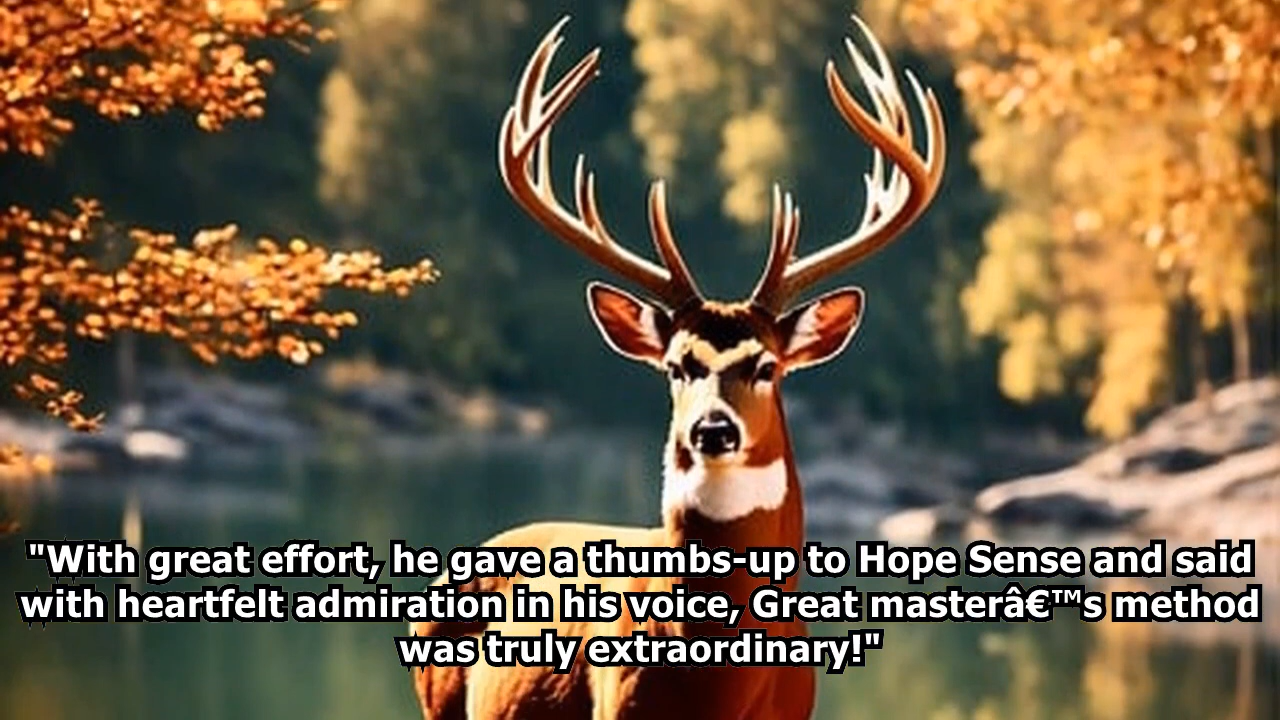 "With great effort, he gave a thumbs-up to Hope Sense and said
with heartfelt admiration in his voice, Great masterâ€™s method
was truly extraordinary!"